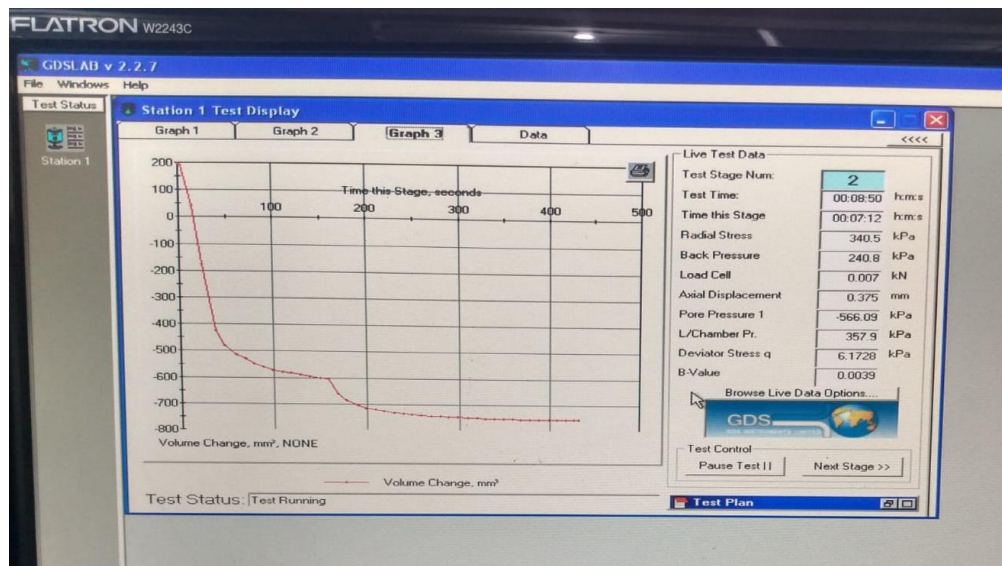 FLATRON W2243C
GDSLAB v 2.2.7
File Windows Help
Test Status
Station 1
Station 1 Test Display
Graph 1 Graph 2 Graph 3 Data
<<<<
200
100
0
-100
-200
-300
-400
-500
-600
-700
-800
Time this Stage, seconds
100 200 300 400 500
Volume Change, mm³, NONE
Volume Change, mm³
Test Status: Test Running
Live Test Data
Test Stage Num: 2
Test Time: 00:08:50 h:m:s
Time this Stage 00:07:12 h:m:s
Radial Stress 340.5 kPa
Back Pressure 240.8 kPa
Load Cell 0.007 kN
Axial Displacement 0.375 mm
Pore Pressure 1 -566.09 kPa
L/Chamber Pr. 357.9 kPa
Deviator Stress q 6.1728 kPa
B-Value 0.0039
Browse Live Data Options....
GDS
Test Control
Pause Test || Next Stage >>
Test Plan